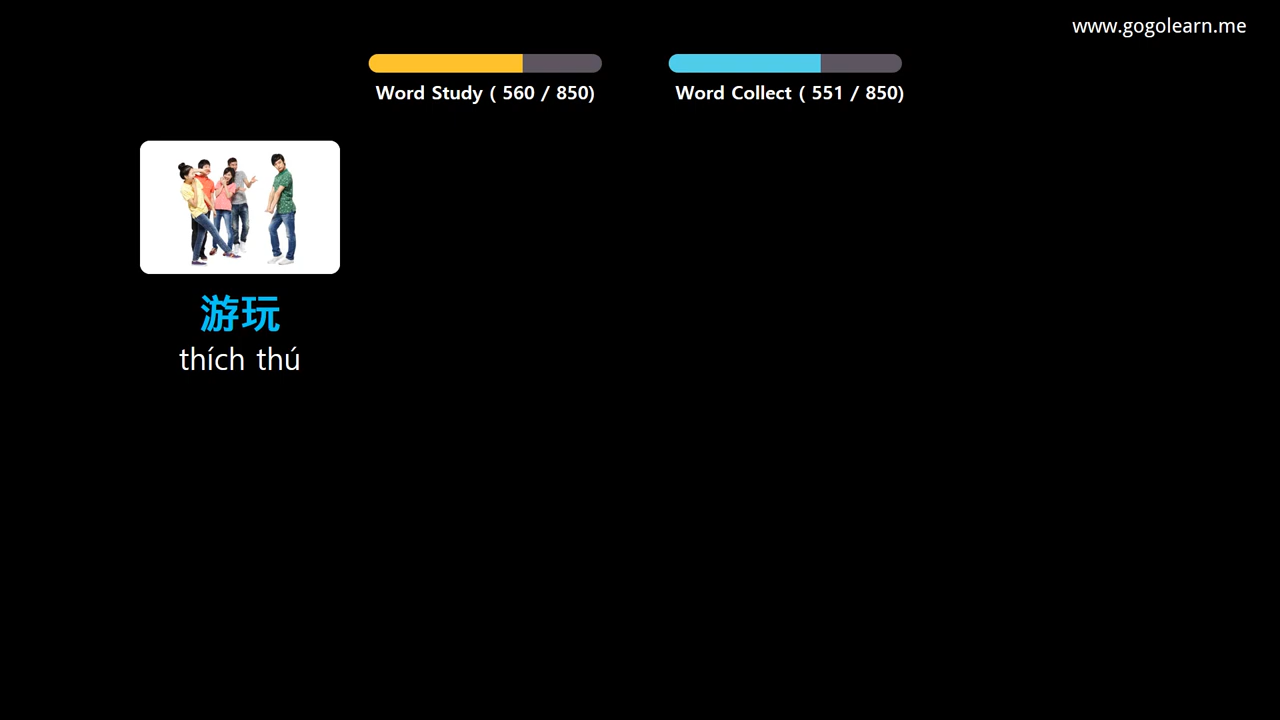 www.gogolearn.me
Word Study ( 560 / 850)
Word Collect ( 551 / 850)
游玩
thích thú